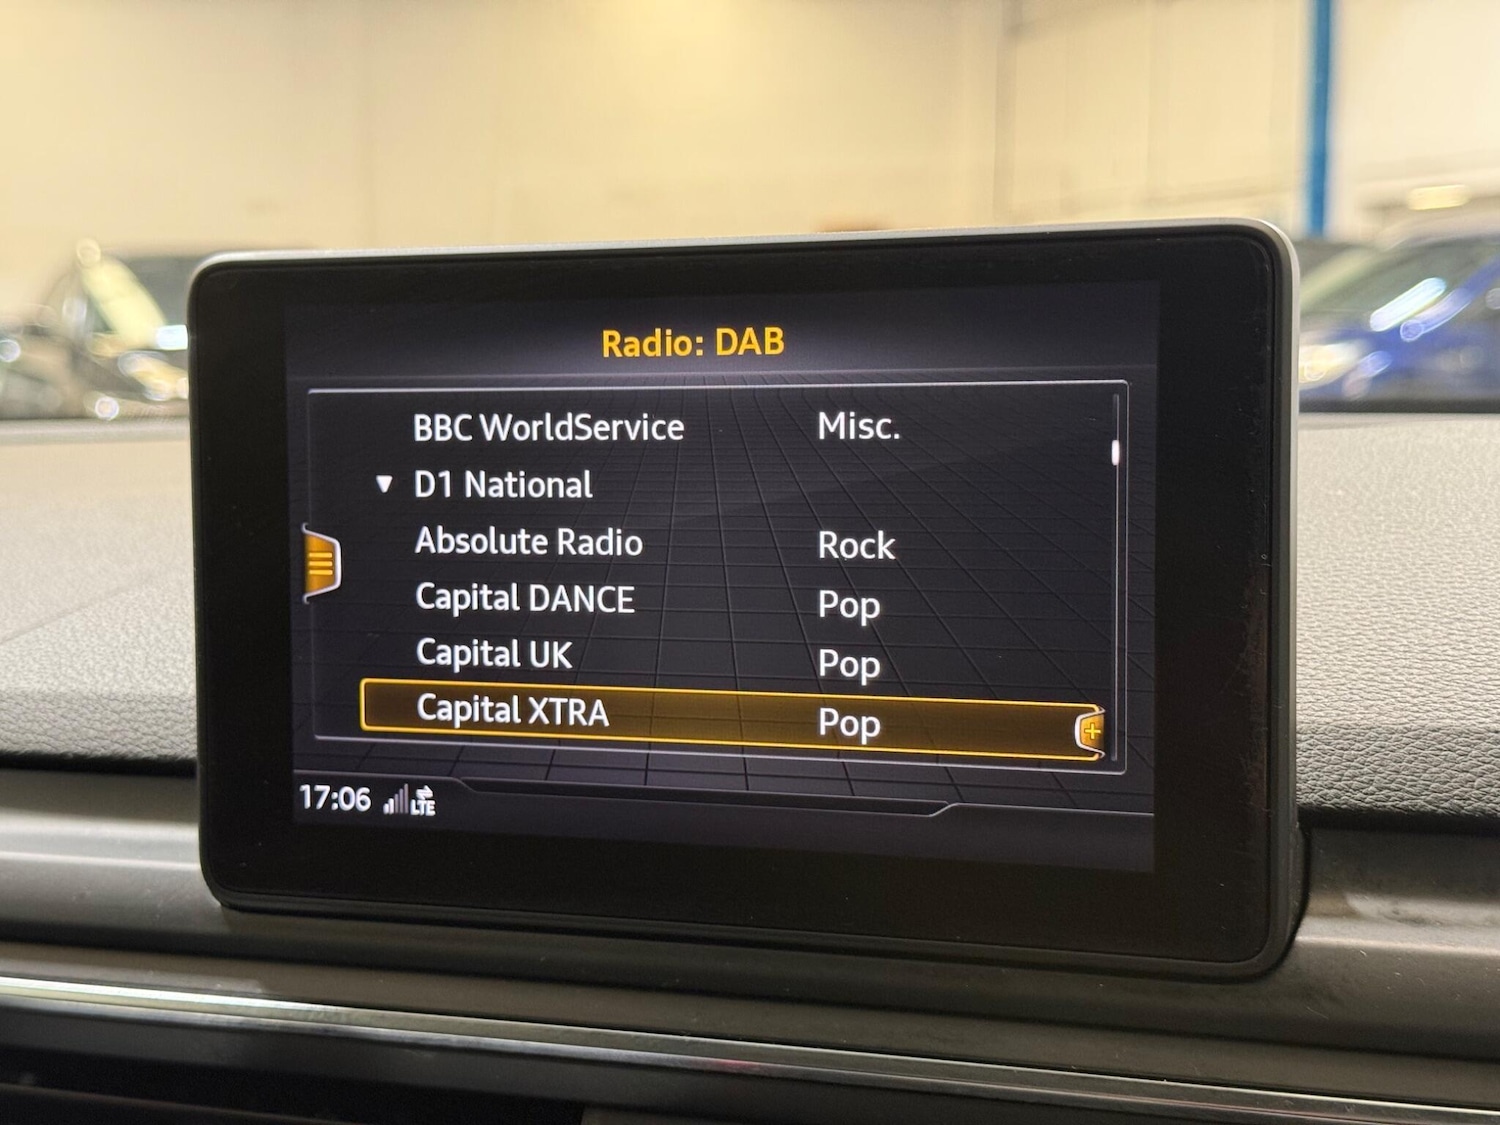 Radio: DAB
BBC WorldService Misc.
▼ D1 National
Absolute Radio Rock
Capital DANCE Pop
Capital UK Pop
Capital XTRA Pop
17:06 LTE